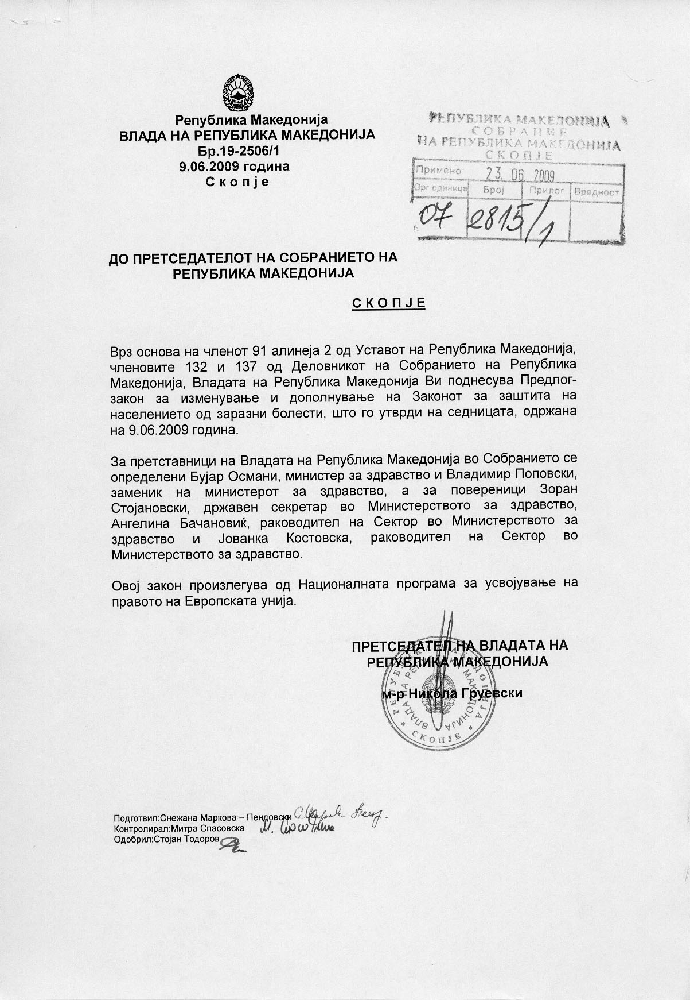 Република Македонија
ВЛАДА НА РЕПУБЛИКА МАКЕДОНИЈА
Бр.19-2506/1
9.06.2009 година
С к о п ј е
РЕПУБЛИКА МАКЕДОНИЈА
СОБРАНИЕ
НА РЕПУБЛИКА МАКЕДОНИЈА
СКОПЈЕ
Примено: 23. 06. 2009
Орг единица Број Прилог Вредност
07 2815/1
ДО ПРЕТСЕДАТЕЛОТ НА СОБРАНИЕТО НА
РЕПУБЛИКА МАКЕДОНИЈА
С К О П Ј Е
Врз основа на членот 91 алинеја 2 од Уставот на Република Македонија,
членовите 132 и 137 од Деловникот на Собранието на Република
Македонија, Владата на Република Македонија Ви поднесува Предлог-
закон за изменување и дополнување на Законот за заштита на
населението од заразни болести, што го утврди на седницата, одржана
на 9.06.2009 година.
За претставници на Владата на Република Македонија во Собранието се
определени Бујар Османи, министер за здравство и Владимир Поповски,
заменик на министерот за здравство, а за повереници Зоран
Стојановски, државен секретар во Министерството за здравство,
Ангелина Бачановиќ, раководител на Сектор во Министерството за
здравство и Јованка Костовска, раководител на Сектор во
Министерството за здравство.
Овој закон произлегува од Националната програма за усвојување на
правото на Европската унија.
ПРЕТСЕДАТЕЛ НА ВЛАДАТА НА
РЕПУБЛИКА МАКЕДОНИЈА
м-р Никола Груевски
* РЕПУБЛИКА МАКЕДОНИЈА *
ВЛАДА НА РЕПУБЛИКА МАКЕДОНИЈА
СКОПЈЕ
Подготвил:Снежана Маркова – Пендовски
Контролирал:Митра Спасовска
Одобрил:Стојан Тодоров